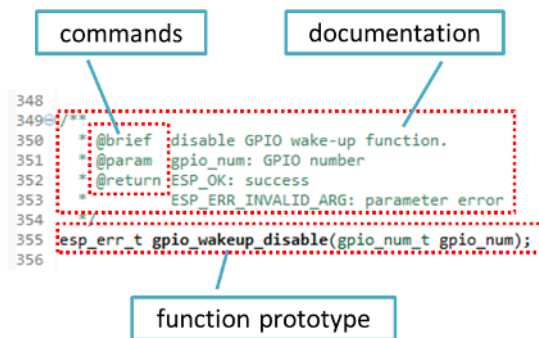 commands documentation
348
349 /**
350 * @brief disable GPIO wake-up function.
351 * @param gpio_num: GPIO number
352 * @return ESP_OK: success
353 * ESP_ERR_INVALID_ARG: parameter error
354 */
355 esp_err_t gpio_wakeup_disable(gpio_num_t gpio_num);
356
function prototype